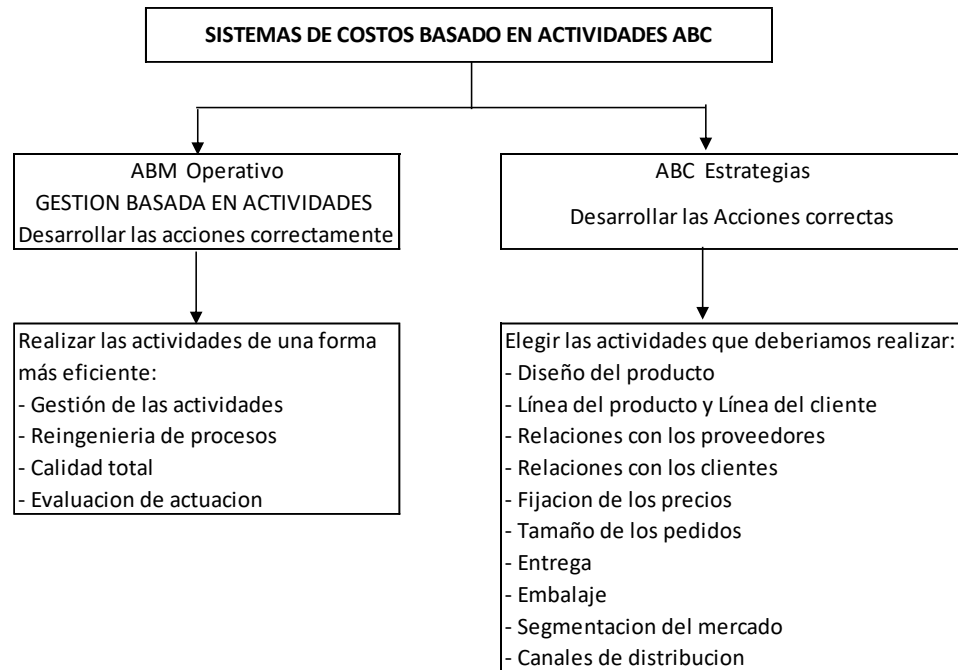 SISTEMAS DE COSTOS BASADO EN ACTIVIDADES ABC
ABM Operativo
GESTION BASADA EN ACTIVIDADES
Desarrollar las acciones correctamente
ABC Estrategias
Desarrollar las Acciones correctas
Realizar las actividades de una forma
más eficiente:
- Gestión de las actividades
- Reingenieria de procesos
- Calidad total
- Evaluacion de actuacion
Elegir las actividades que deberiamos realizar:
- Diseño del producto
- Línea del producto y Línea del cliente
- Relaciones con los proveedores
- Relaciones con los clientes
- Fijacion de los precios
- Tamaño de los pedidos
- Entrega
- Embalaje
- Segmentacion del mercado
- Canales de distribucion